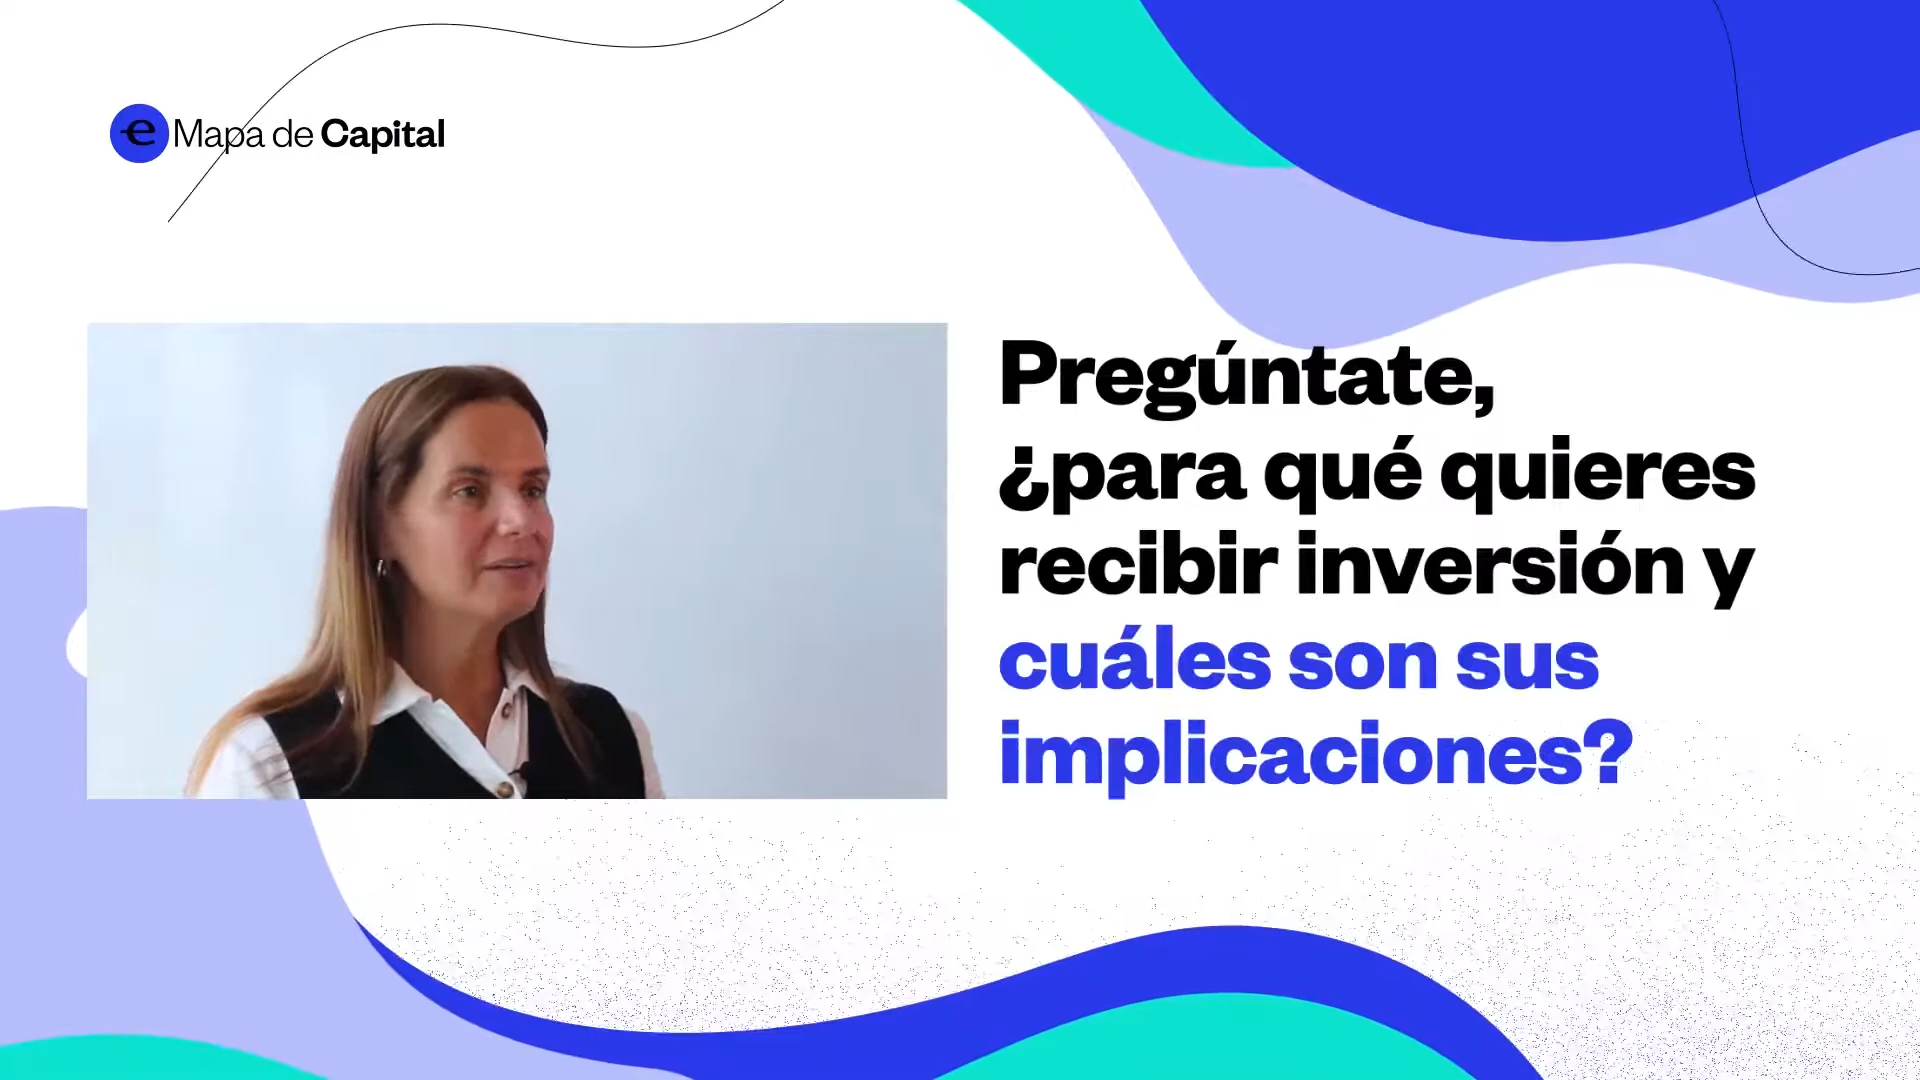 e Mapa de Capital
Pregúntate,
¿para qué quieres
recibir inversión y
cuáles son sus
implicaciones?